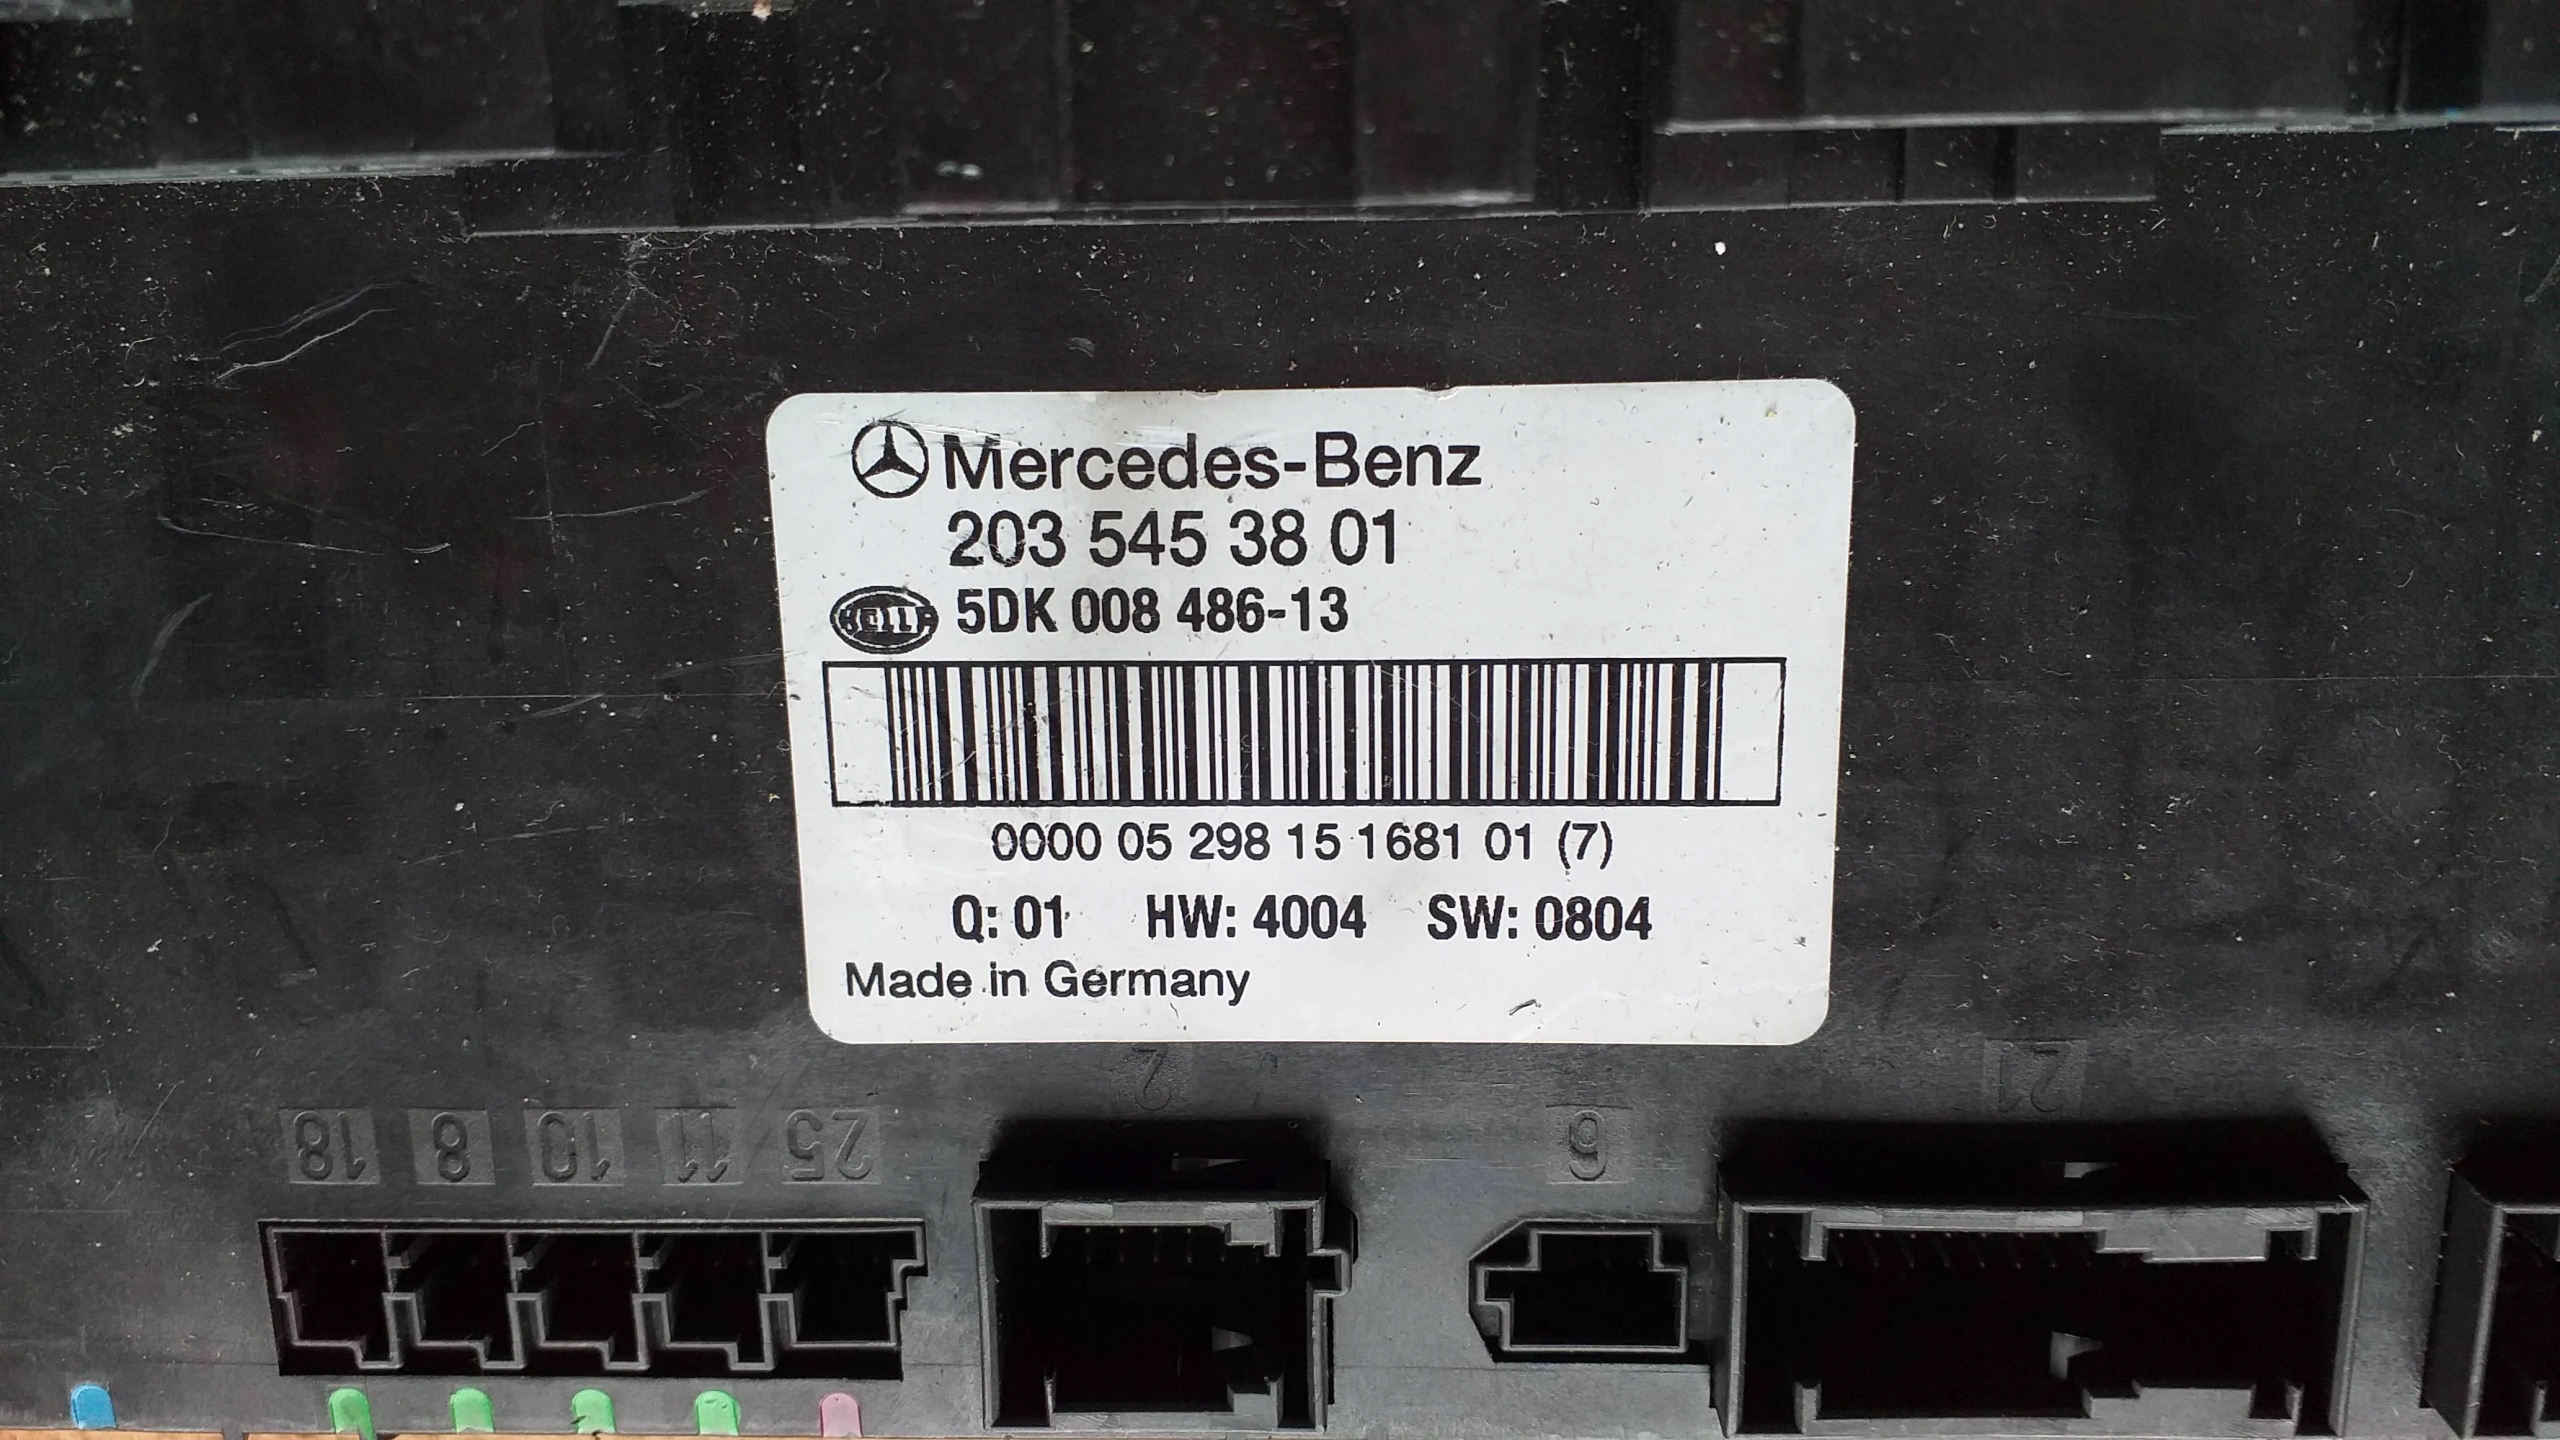 Mercedes-Benz
203 545 38 01
HELLA 5DK 008 486-13
0000 05 298 15 1681 01 (7)
Q: 01 HW: 4004 SW: 0804
Made in Germany
2
21
18 8 10 11 25
6